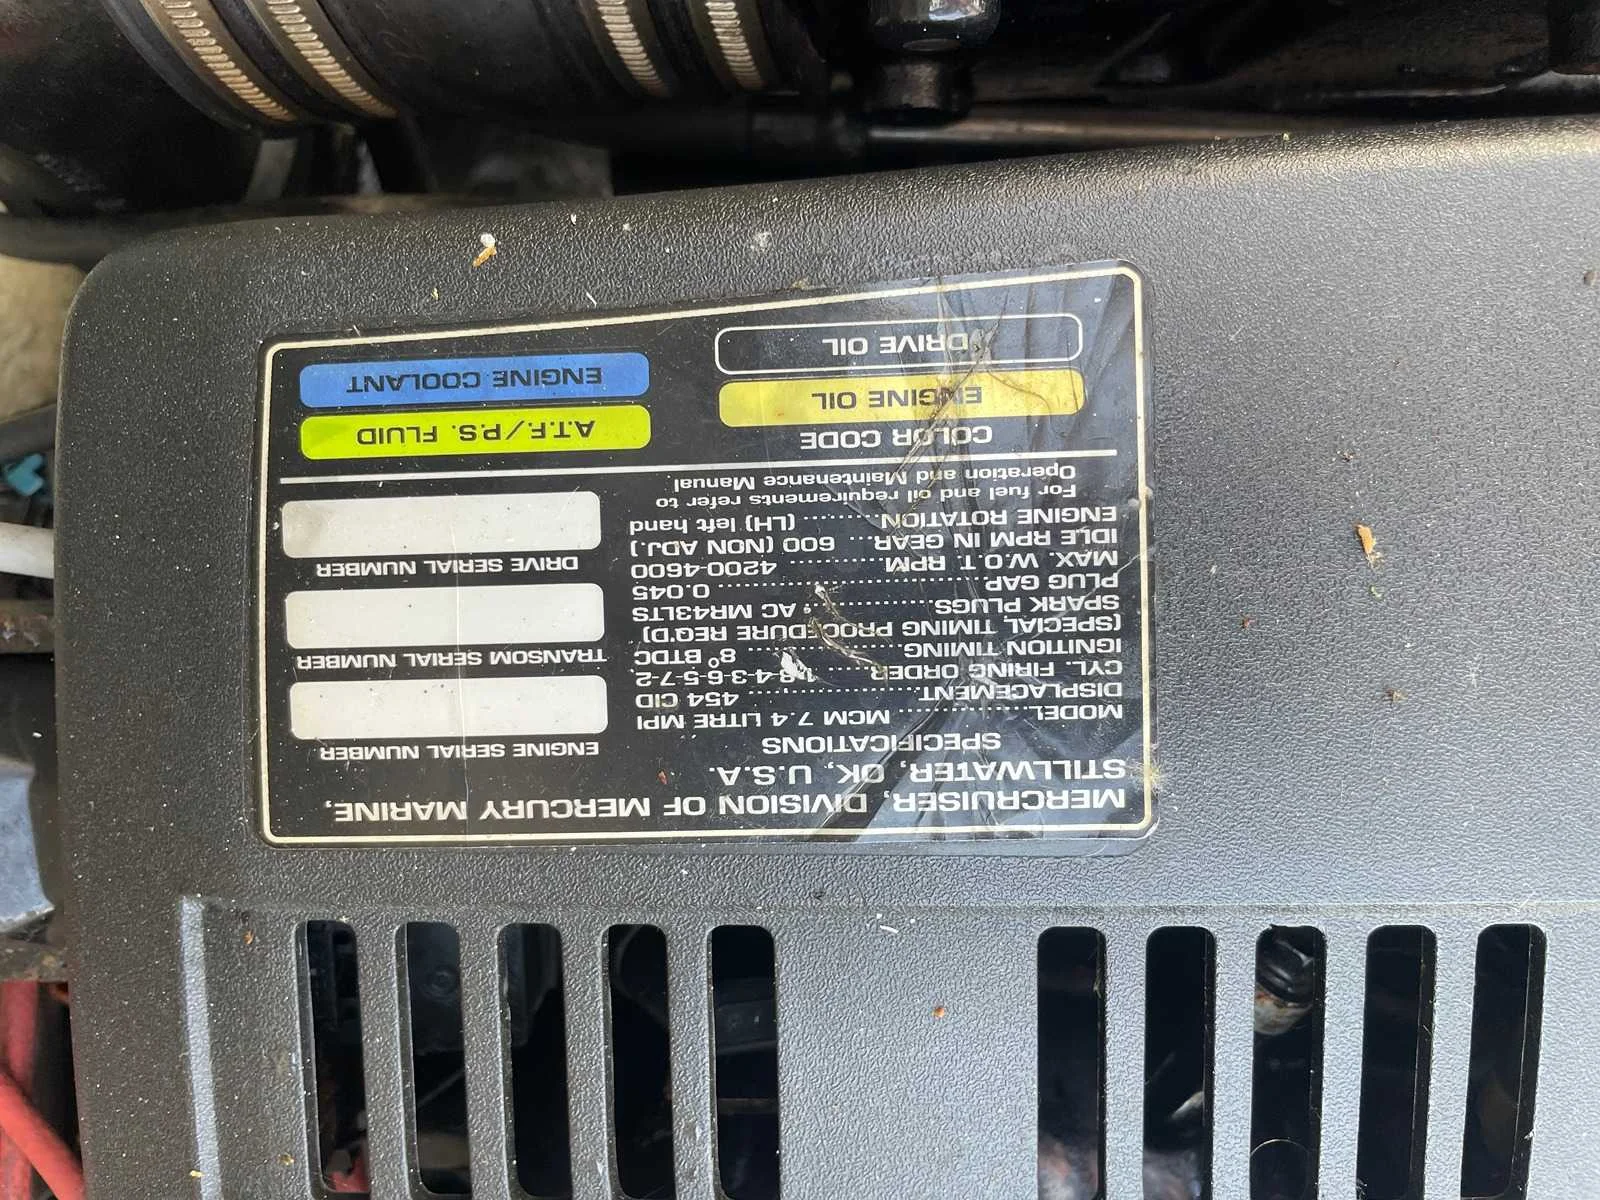 MERCRUISER, DIVISION OF MERCURY MARINE,
STILLWATER, OK, U.S.A.
SPECIFICATIONS
MODEL.................. MCM 7.4 LITRE MPI
DISPLACEMENT.................. 454 CID
CYL. FIRING ORDER...... 1-8-4-3-6-5-7-2
IGNITION TIMING.................. 8° BTDC
(SPECIAL TIMING PROCEDURE REQ'D)
SPARK PLUGS.................. AC MR43LTS
PLUG GAP.................. 0.045
MAX. W.O.T. RPM.......... 4200-4600
IDLE RPM IN GEAR.... 600 (NON ADJ.)
ENGINE ROTATION.......... (LH) left hand
For fuel and oil requirements refer to
Operation and Maintenance Manual
ENGINE SERIAL NUMBER
TRANSOM SERIAL NUMBER
DRIVE SERIAL NUMBER
COLOR CODE
ENGINE OIL
DRIVE OIL
A.T.F./P.S. FLUID
ENGINE COOLANT